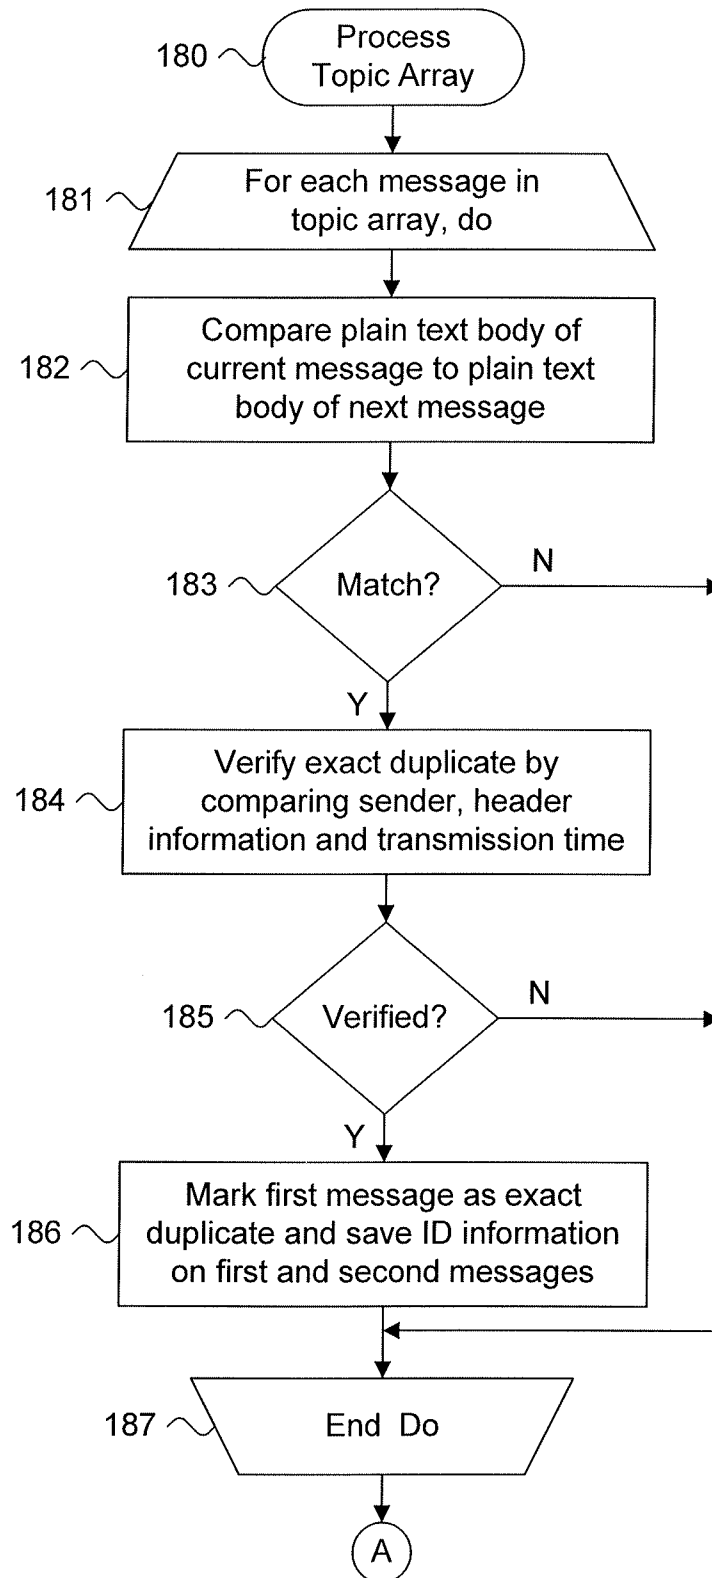 Process
180
Topic Array
For each message in
181
topic array, do
Compare plain text body of
182
current message to plain text
body of next message
N
183
Match?
Y
Verify exact duplicate by
184
comparing sender, header
information and transmission time
N
185
Verified?
Y
Mark first message as exact
186
duplicate and save ID information
on first and second messages
187
End Do
A